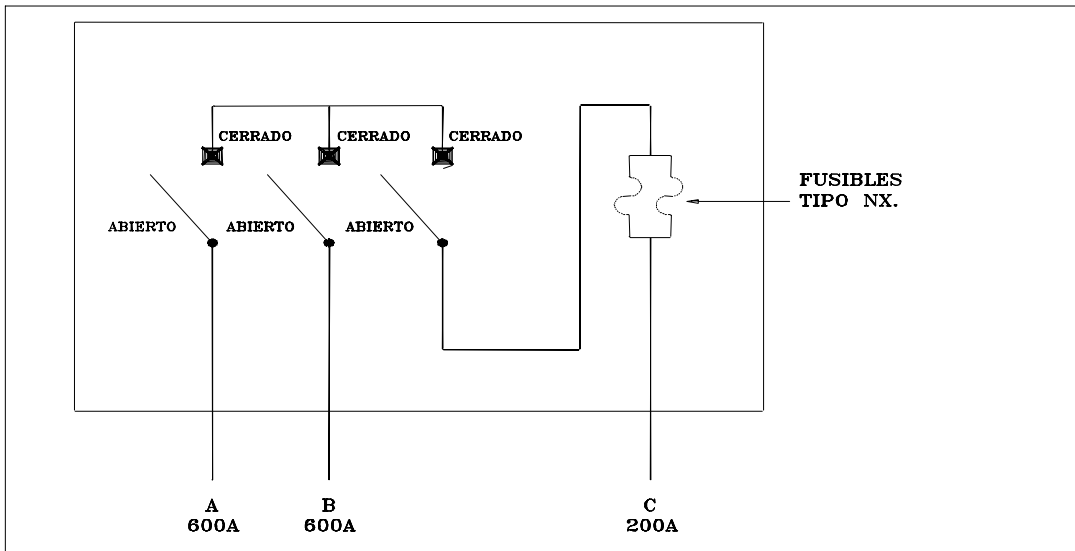 CERRADO CERRADO CERRADO
ABIERTO ABIERTO ABIERTO
FUSIBLES
TIPO NX.
A
600A
B
600A
C
200A